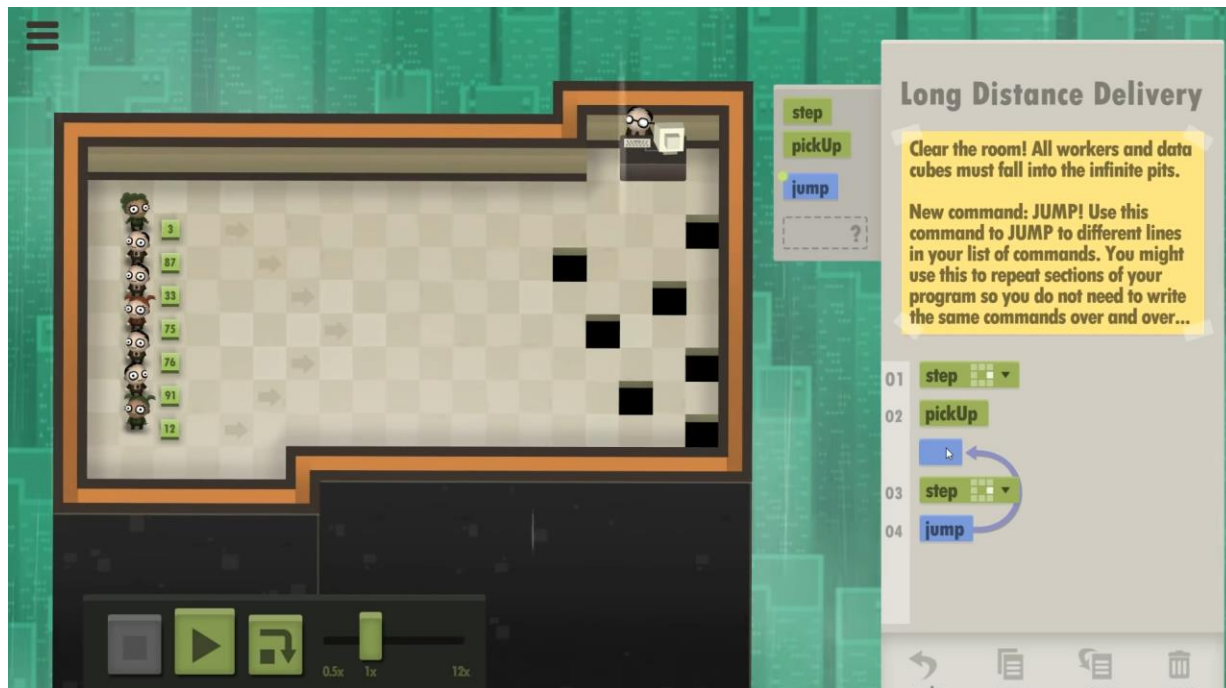 Long Distance Delivery
step
pickUp
jump
?
Clear the room! All workers and data
cubes must fall into the infinite pits.
New command: JUMP! Use this
command to JUMP to different lines
in your list of commands. You might
use this to repeat sections of your
program so you do not need to write
the same commands over and over...
3
87
33
75
76
91
12
01 step
02 pickUp
03 step
04 jump
0.5x 1x 12x